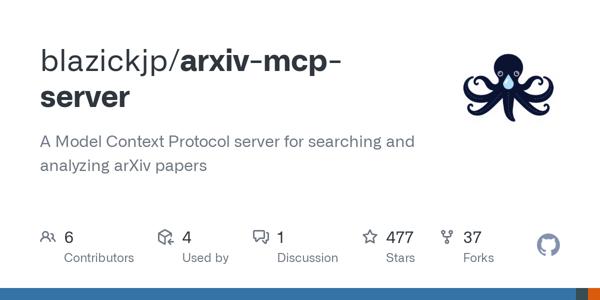 blazickjp/arxiv-mcp-
server
A Model Context Protocol server for searching and
analyzing arXiv papers
6 4 1 477 37
Contributors Used by Discussion Stars Forks